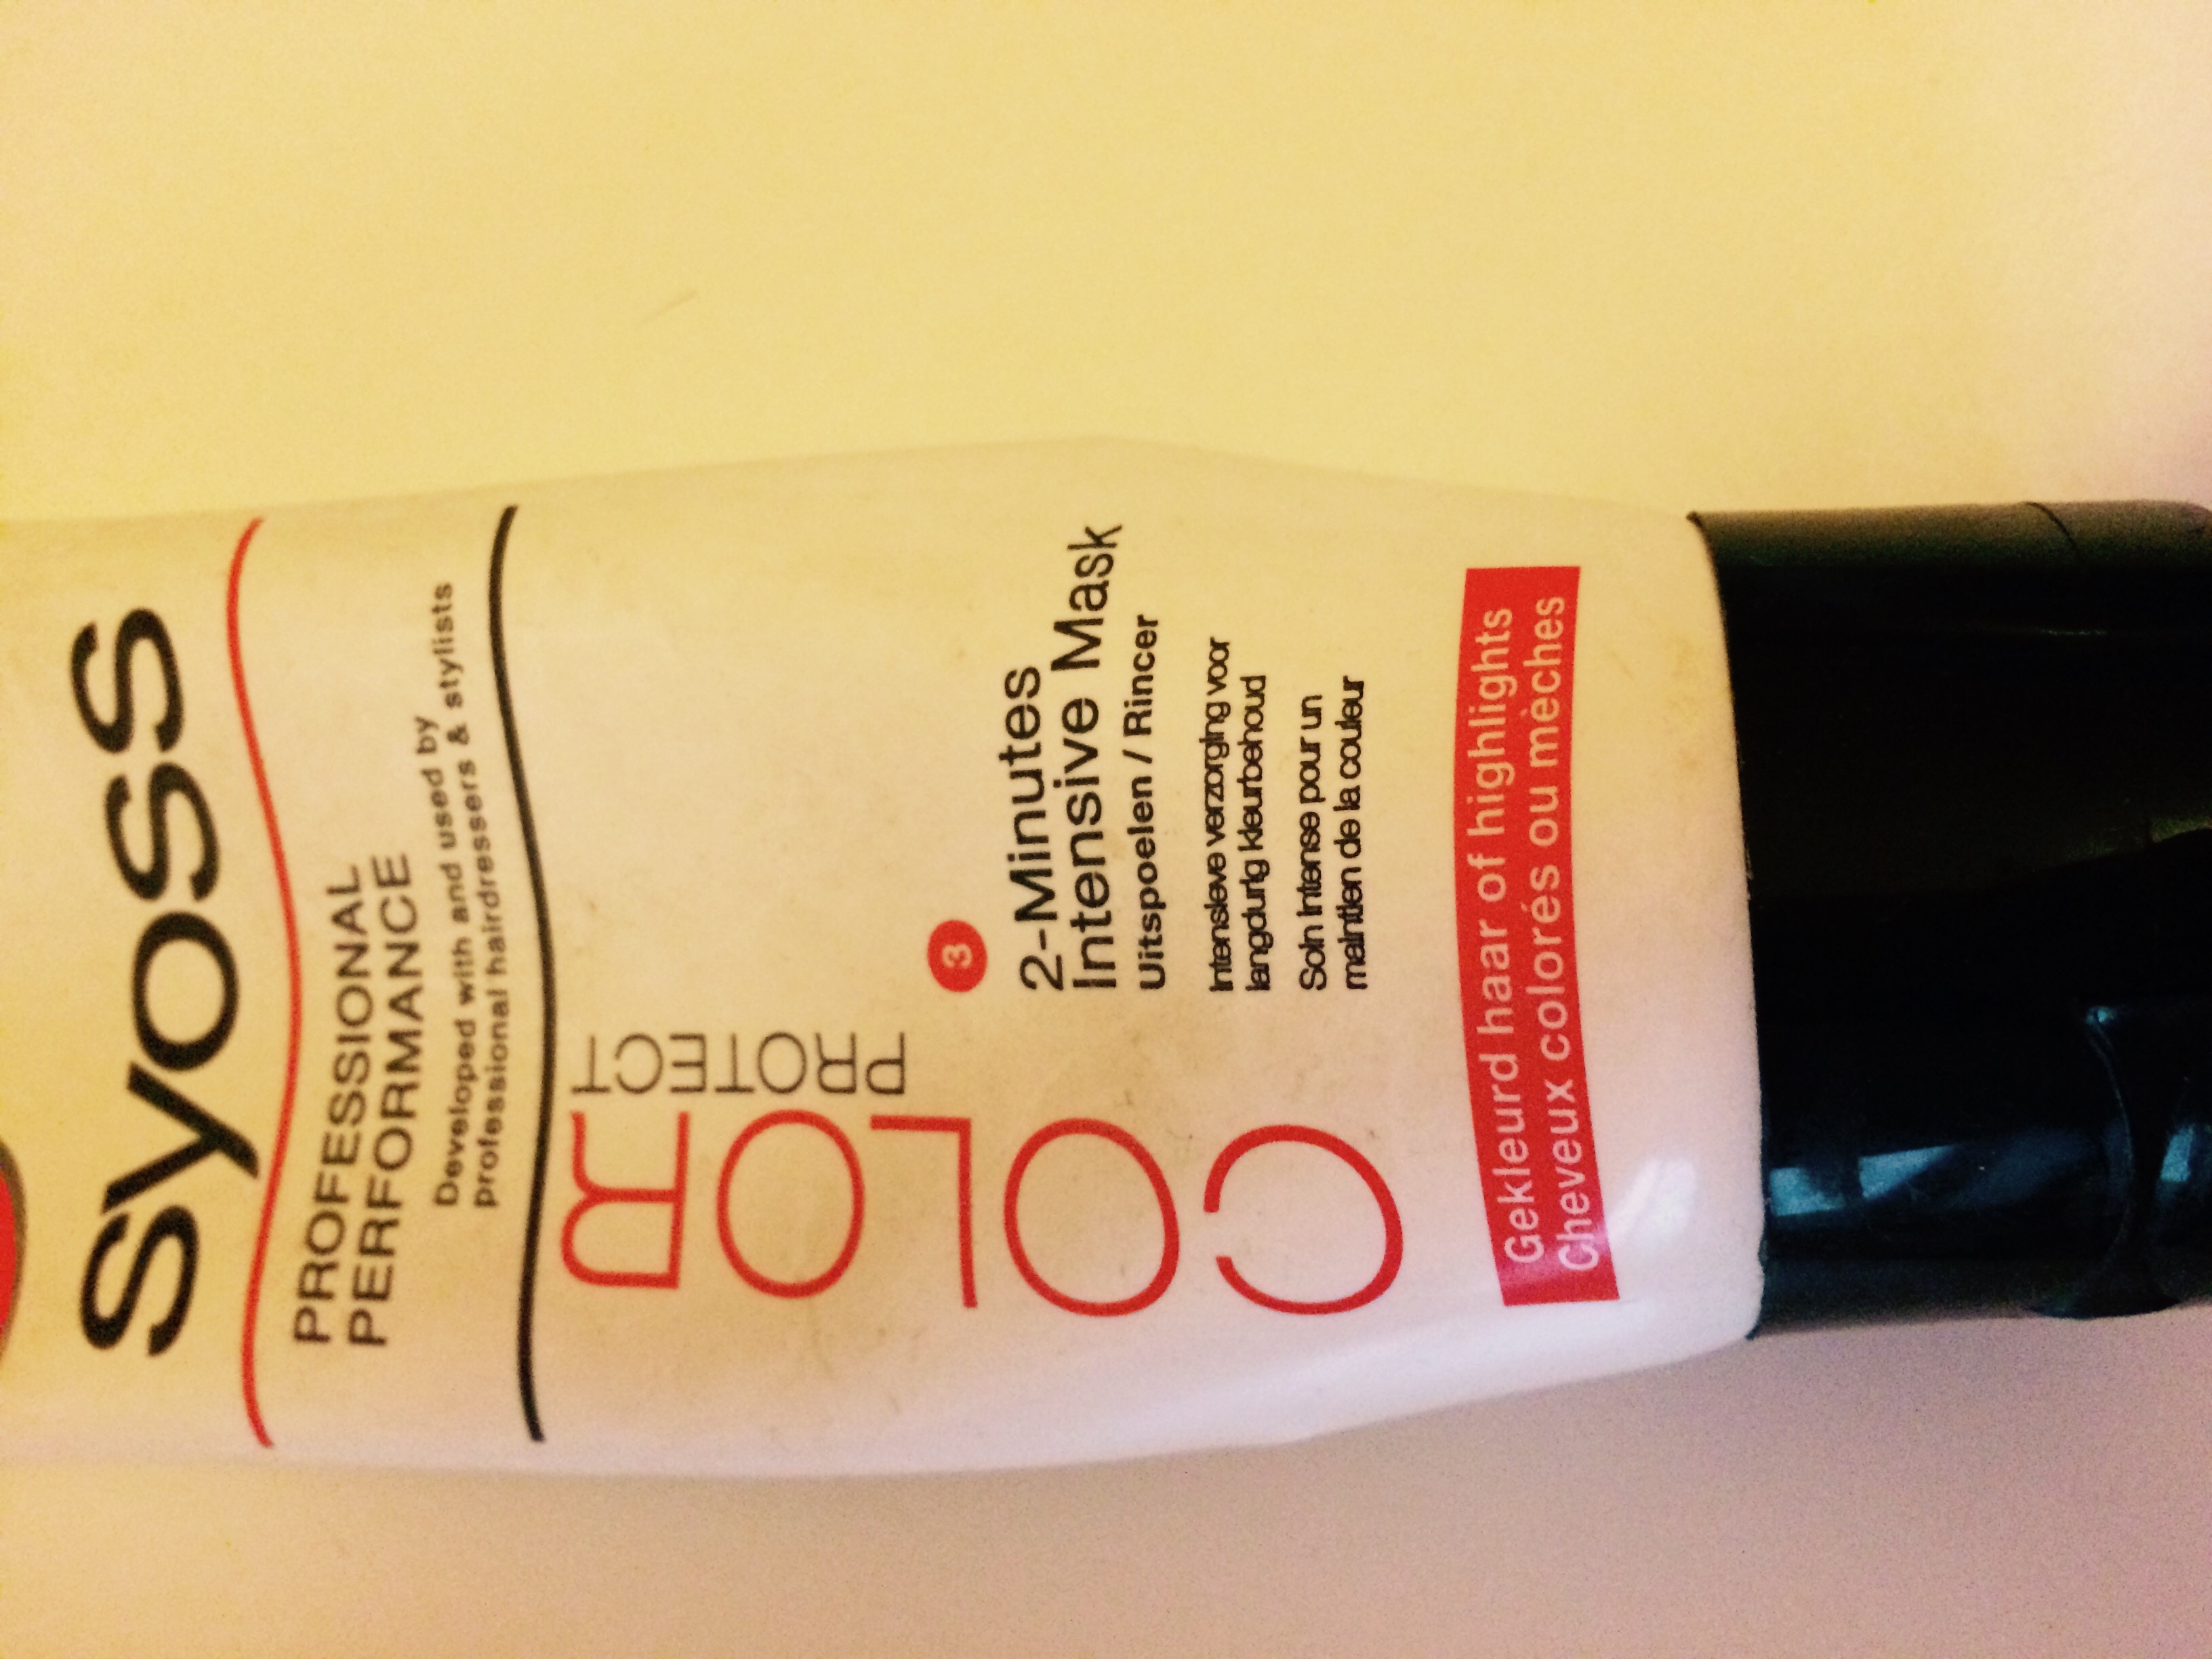 syoss
PROFESSIONAL
PERFORMANCE
Developed with and used by
professional hairdressers & stylists
COLOR
PROTECT
3
2-Minutes
Intensive Mask
Uitspoelen / Rincer
Intensieve verzorging voor
langdurig kleurbehoud
Soin intense pour un
maintien de la couleur
Gekleurd haar of highlights
Cheveux colorés ou mèches